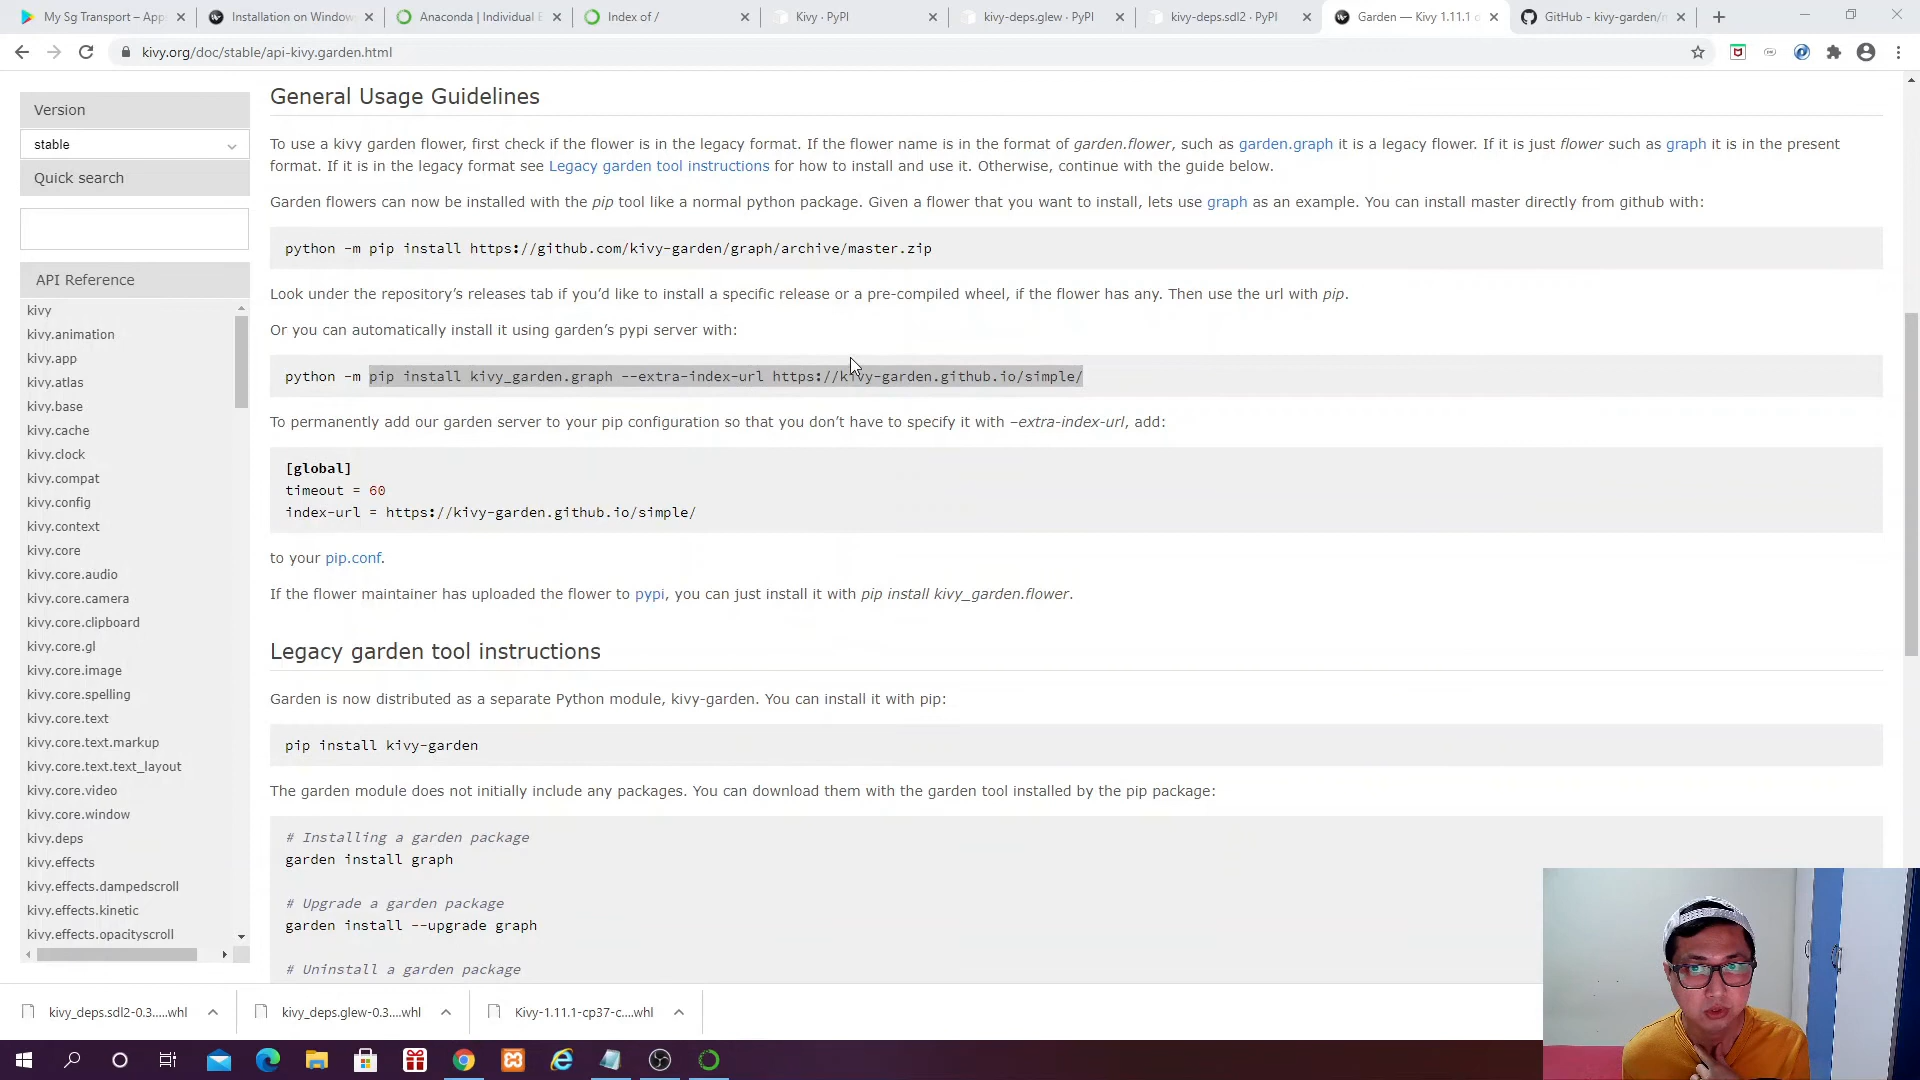 My Sg Transport – App
Installation on Window
Anaconda | Individual E
Index of /
Kivy · PyPI
kivy-deps.glew · PyPI
kivy-deps.sdl2 · PyPI
Garden — Kivy 1.11.1 d
GitHub - kivy-garden/
kivy.org/doc/stable/api-kivy.garden.html
Version
stable
Quick search
API Reference
kivy
kivy.animation
kivy.app
kivy.atlas
kivy.base
kivy.cache
kivy.clock
kivy.compat
kivy.config
kivy.context
kivy.core
kivy.core.audio
kivy.core.camera
kivy.core.clipboard
kivy.core.gl
kivy.core.image
kivy.core.spelling
kivy.core.text
kivy.core.text.markup
kivy.core.text.text_layout
kivy.core.video
kivy.core.window
kivy.deps
kivy.effects
kivy.effects.dampedscroll
kivy.effects.kinetic
kivy.effects.opacityscroll
General Usage Guidelines
To use a kivy garden flower, first check if the flower is in the legacy format. If the flower name is in the format of garden.flower, such as garden.graph it is a legacy flower. If it is just flower such as graph it is in the present
format. If it is in the legacy format see Legacy garden tool instructions for how to install and use it. Otherwise, continue with the guide below.
Garden flowers can now be installed with the pip tool like a normal python package. Given a flower that you want to install, lets use graph as an example. You can install master directly from github with:
python -m pip install https://github.com/kivy-garden/graph/archive/master.zip
Look under the repository’s releases tab if you’d like to install a specific release or a pre-compiled wheel, if the flower has any. Then use the url with pip.
Or you can automatically install it using garden’s pypi server with:
python -m pip install kivy_garden.graph --extra-index-url https://kivy-garden.github.io/simple/
To permanently add our garden server to your pip configuration so that you don’t have to specify it with –extra-index-url, add:
[global]
timeout = 60
index-url = https://kivy-garden.github.io/simple/
to your pip.conf.
If the flower maintainer has uploaded the flower to pypi, you can just install it with pip install kivy_garden.flower.
Legacy garden tool instructions
Garden is now distributed as a separate Python module, kivy-garden. You can install it with pip:
pip install kivy-garden
The garden module does not initially include any packages. You can download them with the garden tool installed by the pip package:
# Installing a garden package
garden install graph
# Upgrade a garden package
garden install --upgrade graph
# Uninstall a garden package
kivy_deps.sdl2-0.3.....whl
kivy_deps.glew-0.3....whl
Kivy-1.11.1-cp37-c....whl